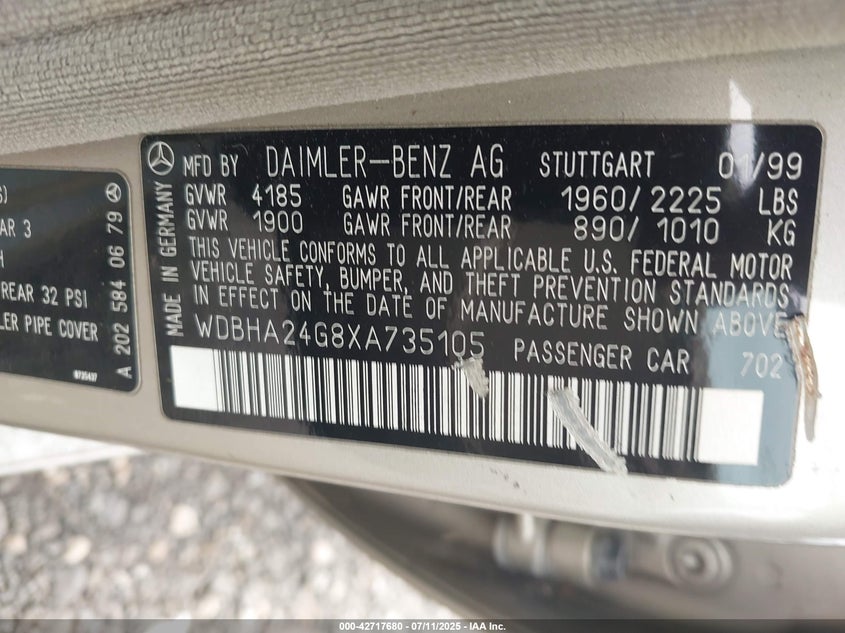 MFD BY DAIMLER-BENZ AG STUTTGART 01/99
GVWR 4185 GAWR FRONT/REAR 1960/2225 LBS
GVWR 1900 GAWR FRONT/REAR 890/1010 KG
THIS VEHICLE CONFORMS TO ALL APPLICABLE U.S. FEDERAL MOTOR
VEHICLE SAFETY, BUMPER, AND THEFT PREVENTION STANDARDS
IN EFFECT ON THE DATE OF MANUFACTURE SHOWN ABOVE
WDBHA24G8XA735105 PASSENGER CAR 702
MADE IN GERMANY
AR 3
H
/REAR 32 PSI
LER PIPE COVER
A 202 584 06 79
000-42717680 / 07/11/2025 - IAA Inc.